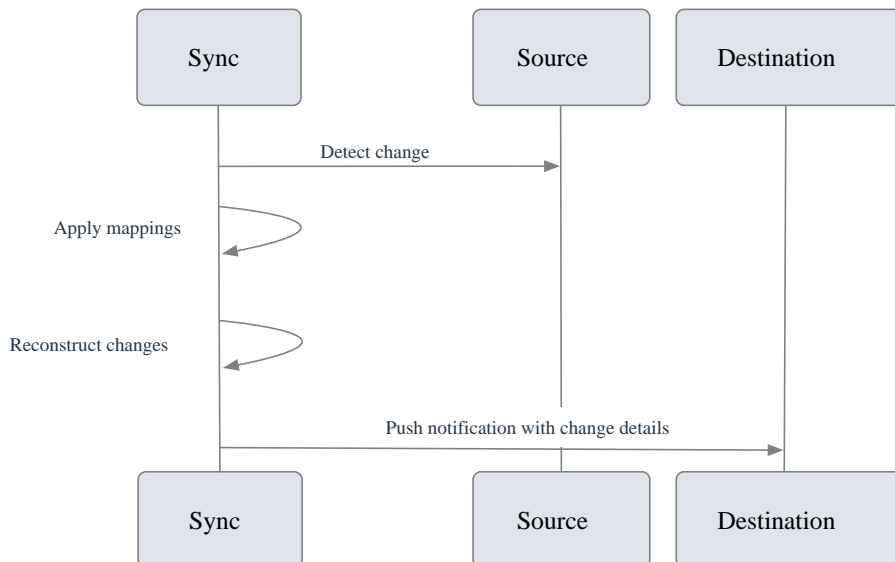 Sync
Source
Destination
Detect change
Apply mappings
Reconstruct changes
Push notification with change details
Sync
Source
Destination